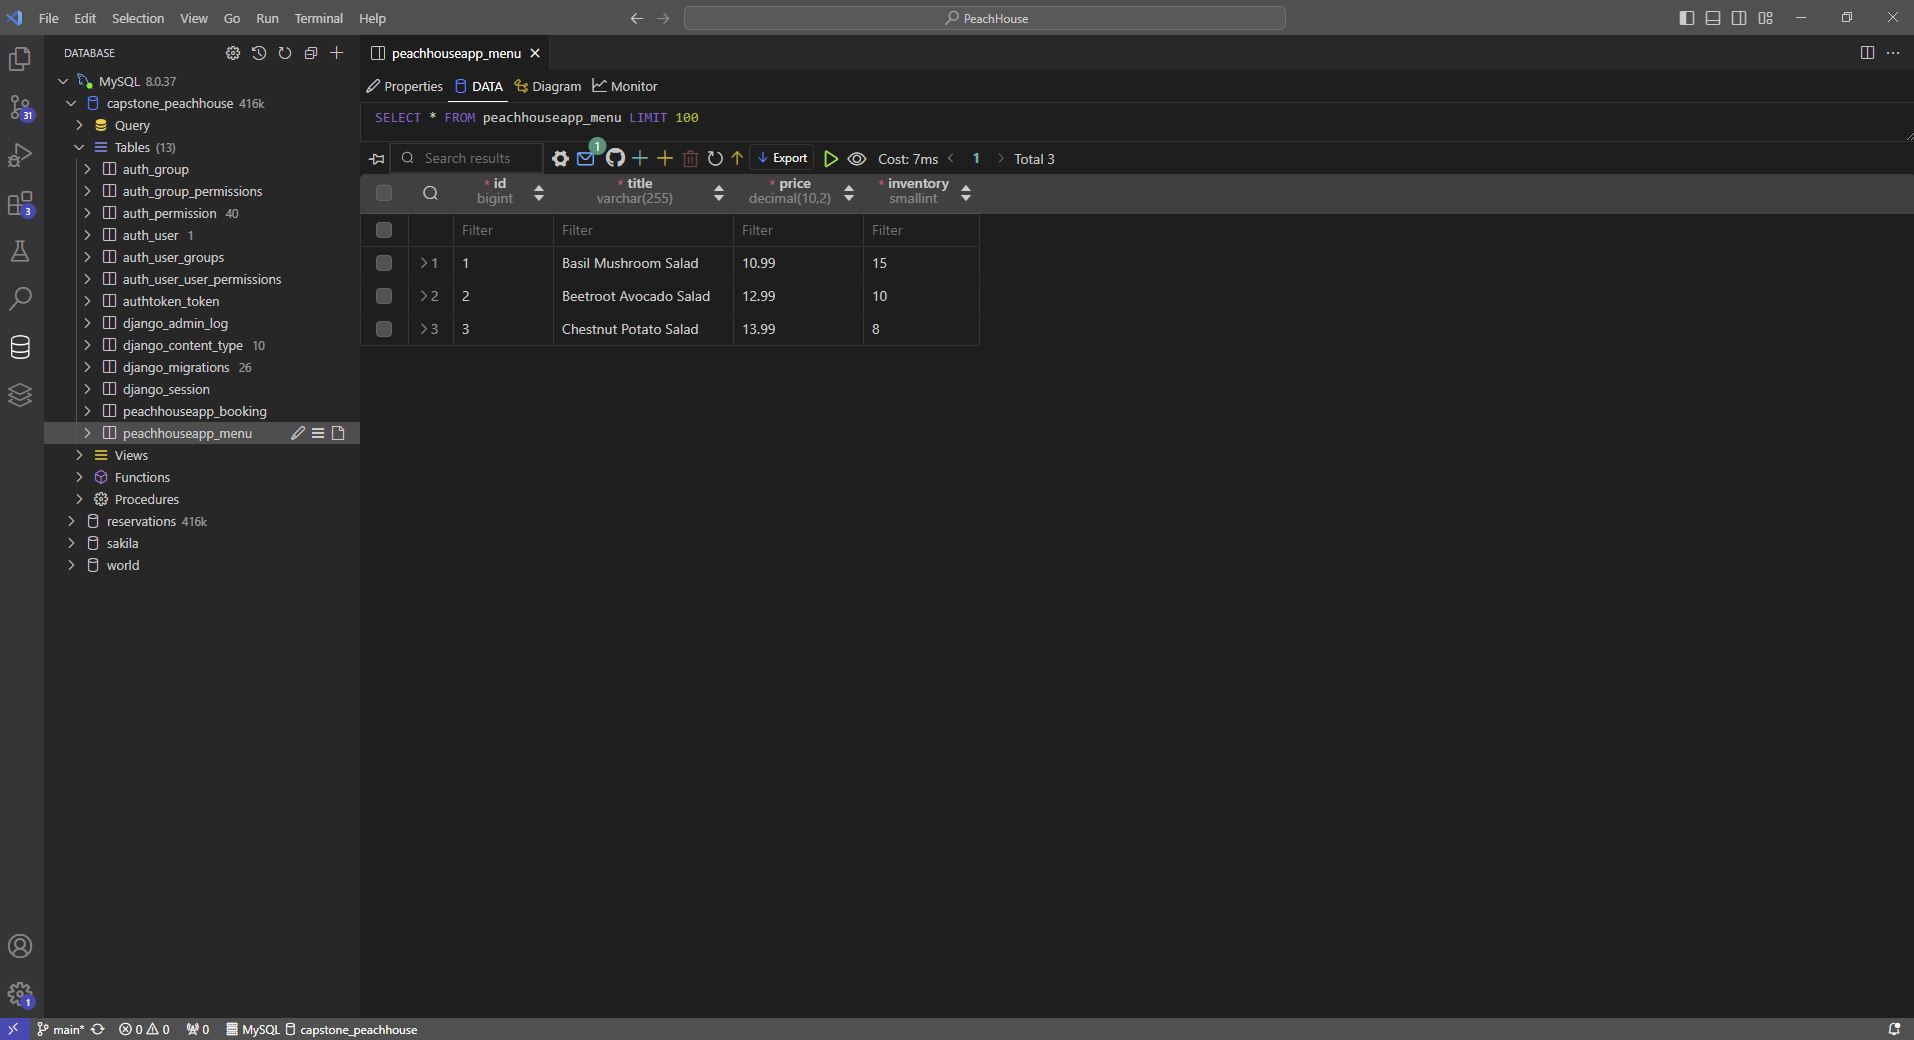 File Edit Selection View Go Run Terminal Help PeachHouse
DATABASE
MySQL 8.0.37
capstone_peachhouse 416k
Query
Tables (13)
auth_group
auth_group_permissions
auth_permission 40
auth_user 1
auth_user_groups
auth_user_user_permissions
authtoken_token
django_admin_log
django_content_type 10
django_migrations 26
django_session
peachhouseapp_booking
peachhouseapp_menu
Views
Functions
Procedures
reservations 416k
sakila
world
31
3
1
peachhouseapp_menu
Properties DATA Diagram Monitor
SELECT * FROM peachhouseapp_menu LIMIT 100
Search results 1 Export Cost: 7ms < 1 > Total 3
* id * title * price * inventory
bigint varchar(255) decimal(10,2) smallint
Filter Filter Filter Filter
>1 1 Basil Mushroom Salad 10.99 15
>2 2 Beetroot Avocado Salad 12.99 10
>3 3 Chestnut Potato Salad 13.99 8
main* 0 0 0 MySQL capstone_peachhouse